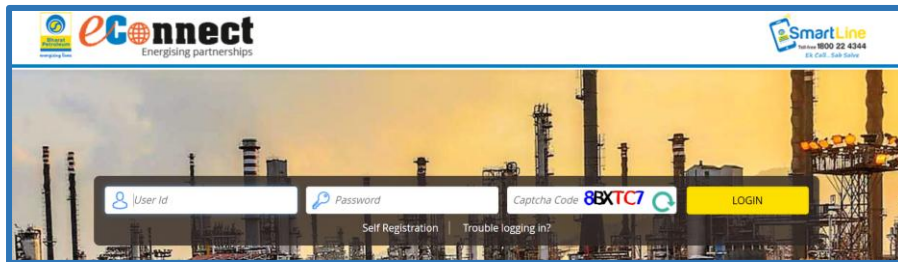 Bharat
Petroleum
energising lives
eConnect
Energising partnerships
SmartLine
Toll-free 1800 22 4344
Ek Call.. Sab Solve
User Id
Password
Captcha Code 8BXTC7
LOGIN
Self Registration
Trouble logging in?